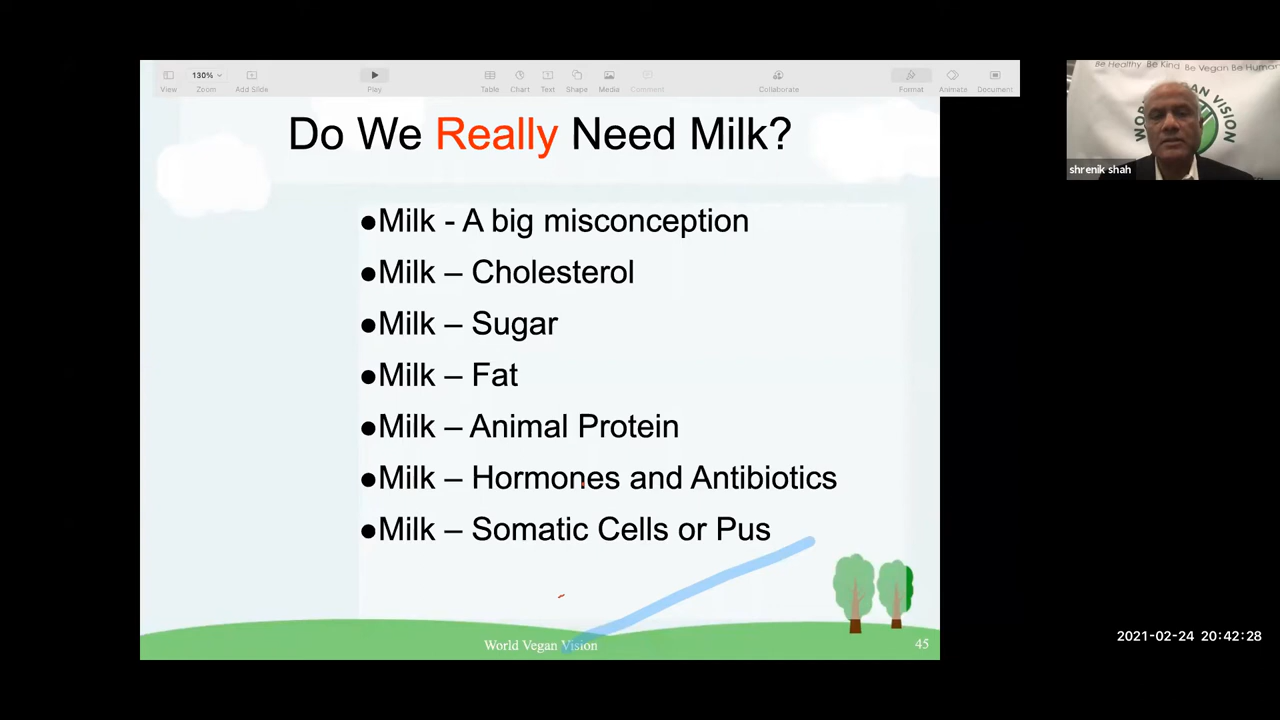 130%
View
Zoom
Add Slide
Play
Table
Chart
Text
Shape
Media
Comment
Collaborate
Format
Animate
Document
Do We Really Need Milk?
●Milk - A big misconception
●Milk – Cholesterol
●Milk – Sugar
●Milk – Fat
●Milk – Animal Protein
●Milk – Hormones and Antibiotics
●Milk – Somatic Cells or Pus
World Vegan Vision
45
Be Healthy Be Kind Be Vegan Be Human
VISION
shrenik shah
2021-02-24 20:42:28